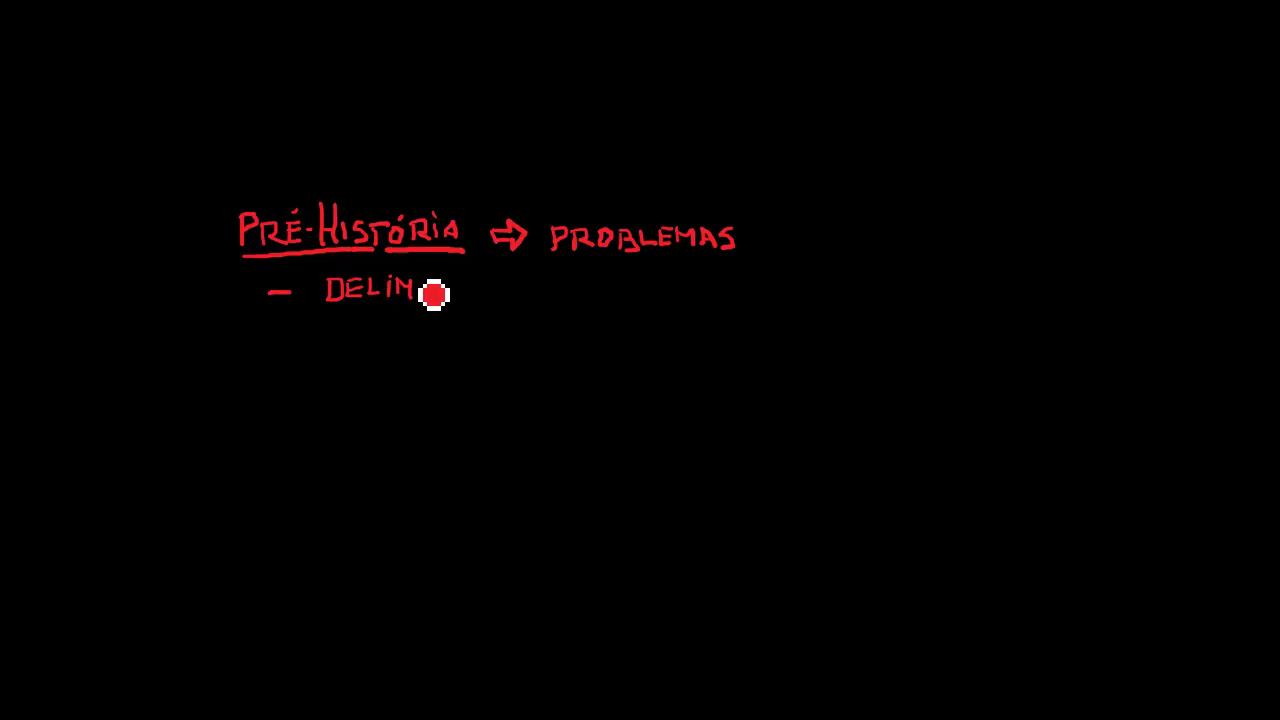 PRÉ-HISTÓRIA ⇨ PROBLEMAS
– DELIM